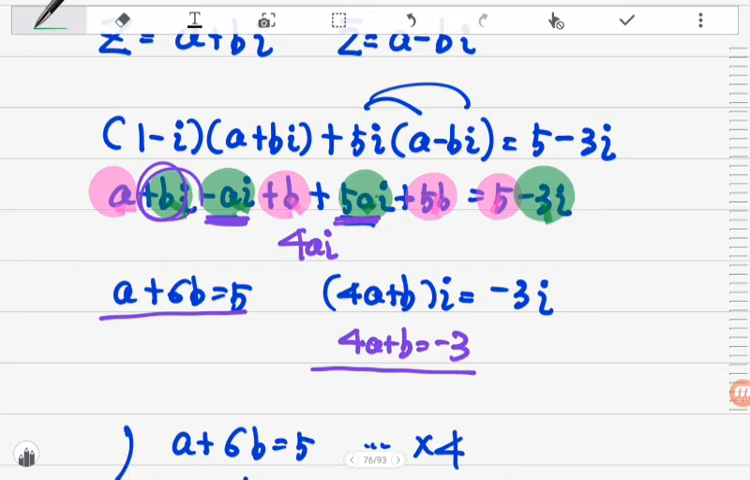 z = a+bi z̄ = a-bi
(1-i)(a+bi)+5i(a-bi)=5-3i
a+bi-ai+b+5ai+5b=5-3i
4ai
a+6b=5 (4a+b)i=-3i
4a+b=-3
) a+6b=5 … ×4
76/93